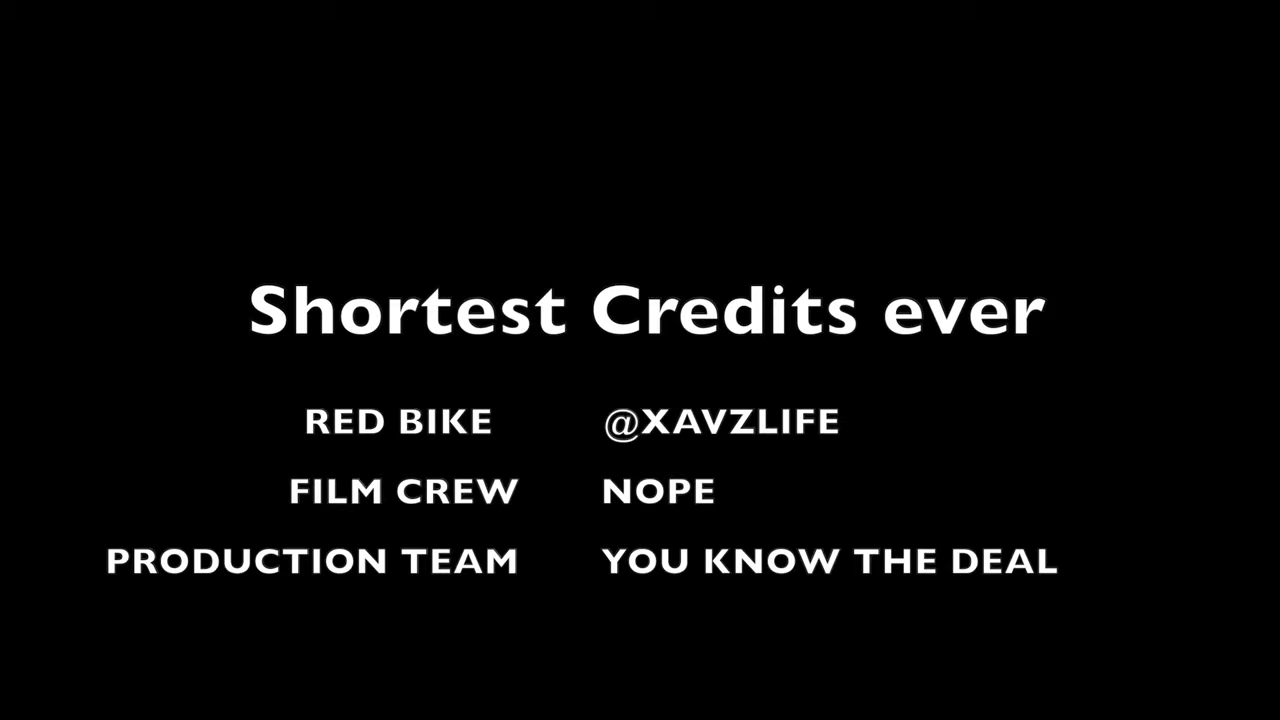 Shortest Credits ever
RED BIKE @XAVZLIFE
FILM CREW NOPE
PRODUCTION TEAM YOU KNOW THE DEAL